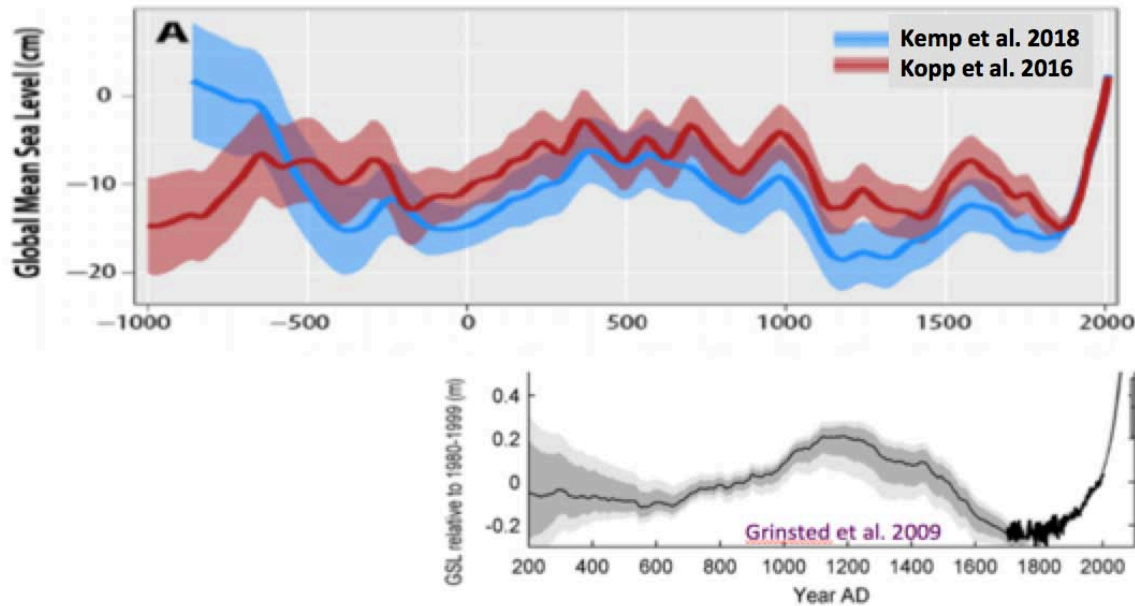 A
Kemp et al. 2018
Kopp et al. 2016
Global Mean Sea Level (cm)
0
−10
−20
−1000 −500 0 500 1000 1500 2000
GSL relative to 1980-1999 (m)
0.4
0.2
0
-0.2
Grinsted et al. 2009
200 400 600 800 1000 1200 1400 1600 1800 2000
Year AD